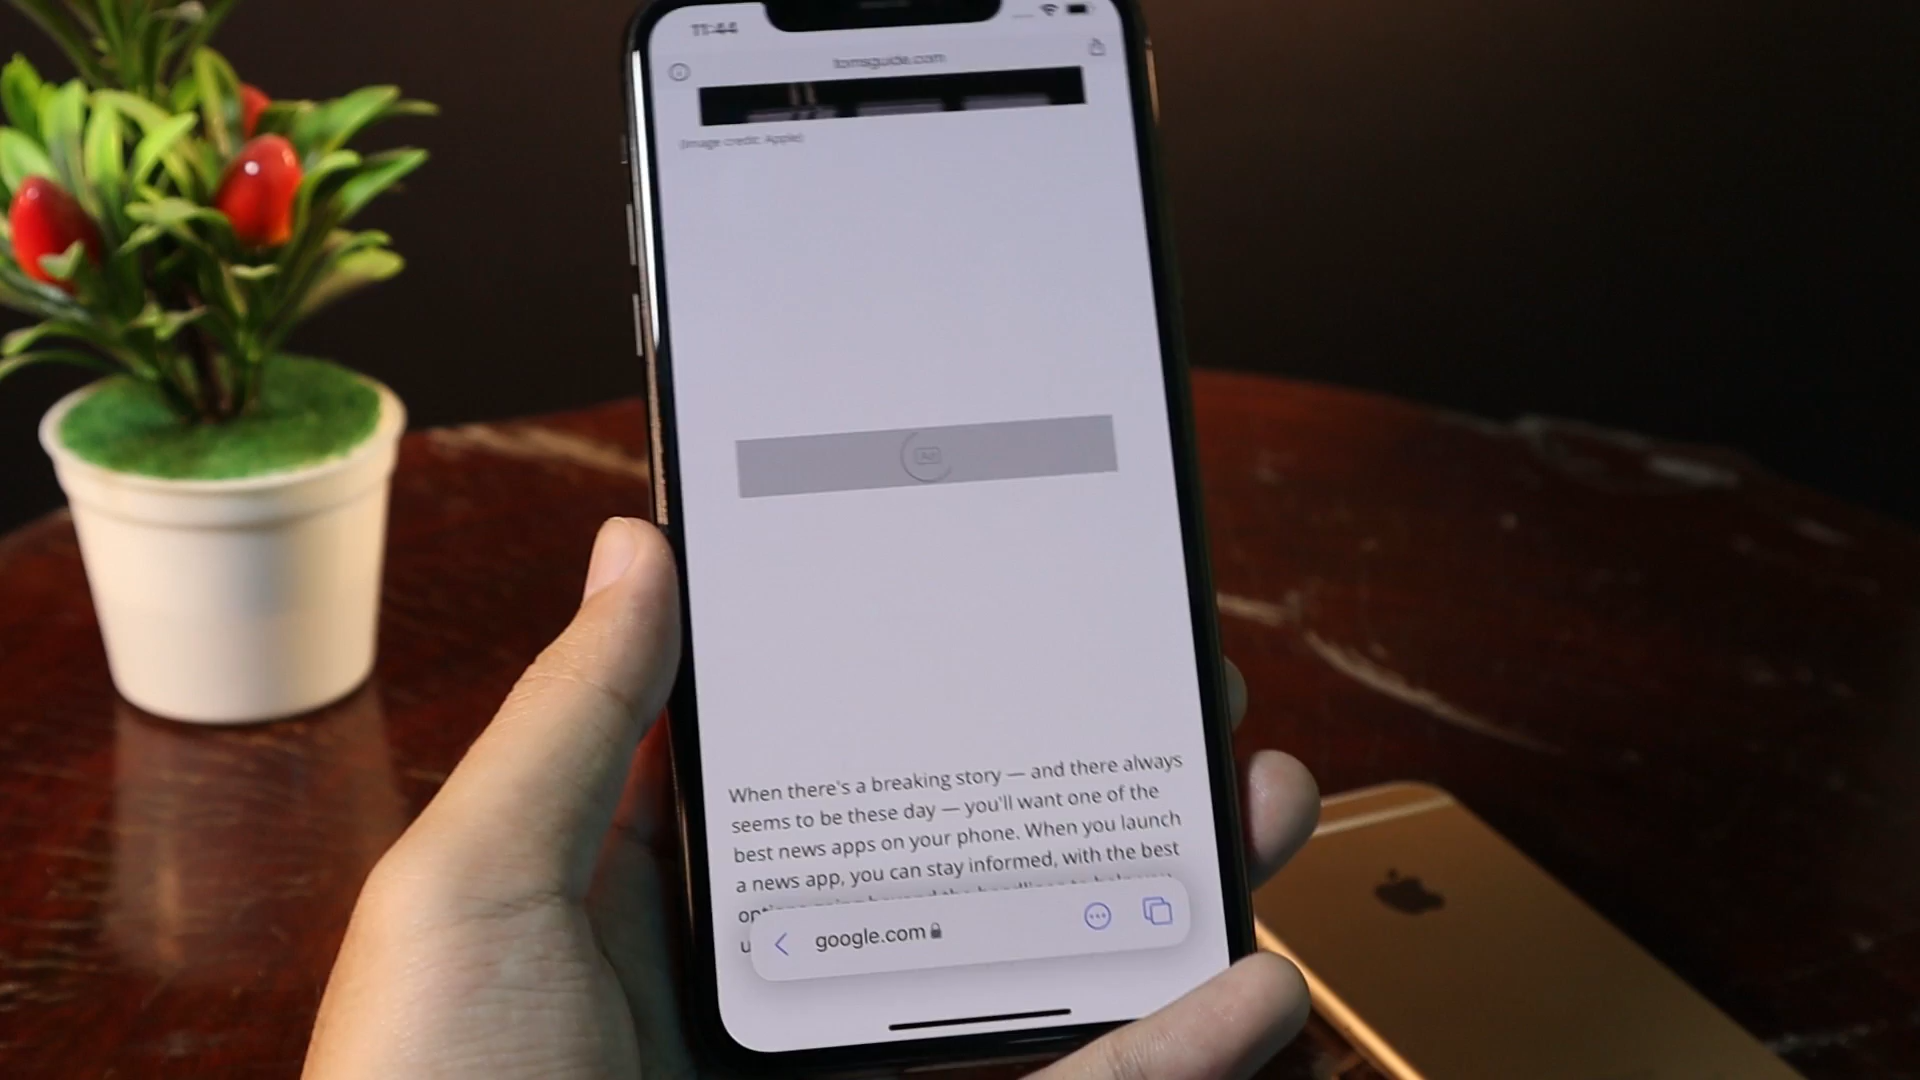 11:44
tomsguide.com
(Image credit: Apple)
Ad
When there's a breaking story — and there always
seems to be these day — you'll want one of the
best news apps on your phone. When you launch
a news app, you can stay informed, with the best
google.com